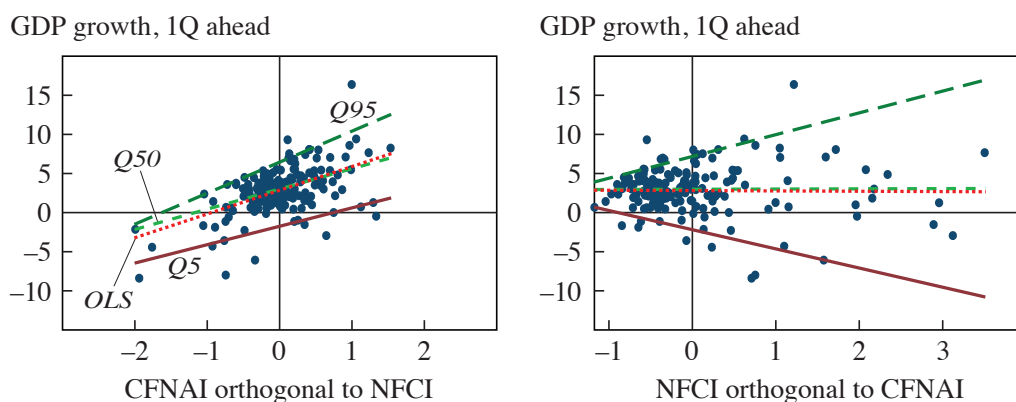 GDP growth, 1Q ahead
15
10
5
0
−5
−10
Q95
Q50
Q5
OLS
−2
−1
0
1
2
CFNAI orthogonal to NFCI
GDP growth, 1Q ahead
15
10
5
0
−5
−10
−1
0
1
2
3
NFCI orthogonal to CFNAI